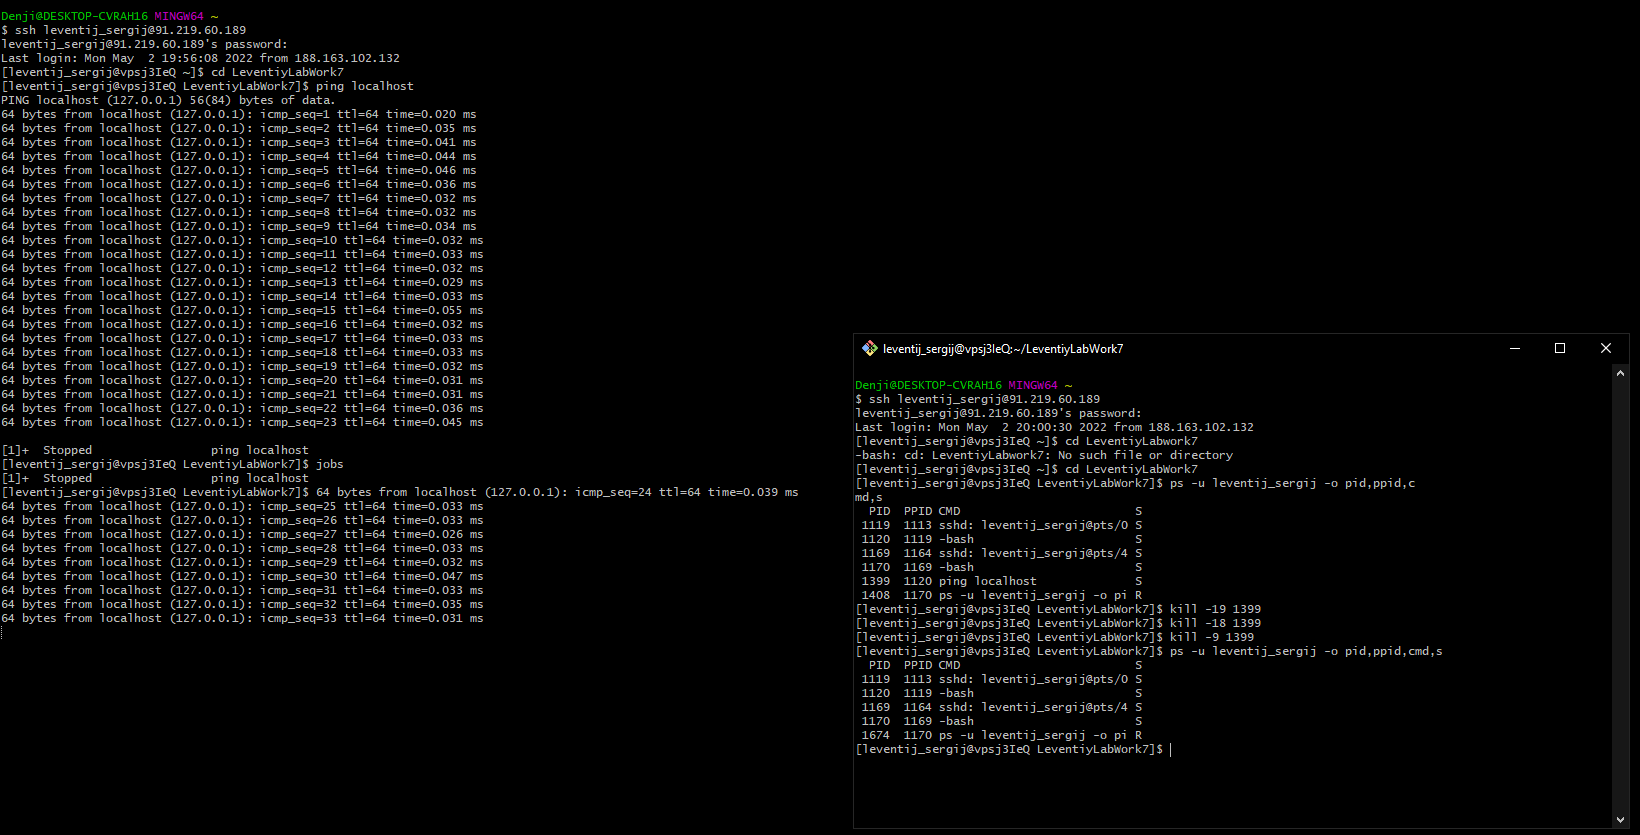 Denji@DESKTOP-CVRAH16 MINGW64 ~
$ ssh leventij_sergij@91.219.60.189
leventij_sergij@91.219.60.189's password:
Last login: Mon May  2 19:56:08 2022 from 188.163.102.132
[leventij_sergij@vpsj3IeQ ~]$ cd LeventiyLabWork7
[leventij_sergij@vpsj3IeQ LeventiyLabWork7]$ ping localhost
PING localhost (127.0.0.1) 56(84) bytes of data.
64 bytes from localhost (127.0.0.1): icmp_seq=1 ttl=64 time=0.020 ms
64 bytes from localhost (127.0.0.1): icmp_seq=2 ttl=64 time=0.035 ms
64 bytes from localhost (127.0.0.1): icmp_seq=3 ttl=64 time=0.041 ms
64 bytes from localhost (127.0.0.1): icmp_seq=4 ttl=64 time=0.044 ms
64 bytes from localhost (127.0.0.1): icmp_seq=5 ttl=64 time=0.046 ms
64 bytes from localhost (127.0.0.1): icmp_seq=6 ttl=64 time=0.036 ms
64 bytes from localhost (127.0.0.1): icmp_seq=7 ttl=64 time=0.032 ms
64 bytes from localhost (127.0.0.1): icmp_seq=8 ttl=64 time=0.032 ms
64 bytes from localhost (127.0.0.1): icmp_seq=9 ttl=64 time=0.034 ms
64 bytes from localhost (127.0.0.1): icmp_seq=10 ttl=64 time=0.032 ms
64 bytes from localhost (127.0.0.1): icmp_seq=11 ttl=64 time=0.033 ms
64 bytes from localhost (127.0.0.1): icmp_seq=12 ttl=64 time=0.032 ms
64 bytes from localhost (127.0.0.1): icmp_seq=13 ttl=64 time=0.029 ms
64 bytes from localhost (127.0.0.1): icmp_seq=14 ttl=64 time=0.033 ms
64 bytes from localhost (127.0.0.1): icmp_seq=15 ttl=64 time=0.055 ms
64 bytes from localhost (127.0.0.1): icmp_seq=16 ttl=64 time=0.032 ms
64 bytes from localhost (127.0.0.1): icmp_seq=17 ttl=64 time=0.033 ms
64 bytes from localhost (127.0.0.1): icmp_seq=18 ttl=64 time=0.033 ms
64 bytes from localhost (127.0.0.1): icmp_seq=19 ttl=64 time=0.032 ms
64 bytes from localhost (127.0.0.1): icmp_seq=20 ttl=64 time=0.031 ms
64 bytes from localhost (127.0.0.1): icmp_seq=21 ttl=64 time=0.031 ms
64 bytes from localhost (127.0.0.1): icmp_seq=22 ttl=64 time=0.036 ms
64 bytes from localhost (127.0.0.1): icmp_seq=23 ttl=64 time=0.045 ms
[1]+  Stopped                 ping localhost
[leventij_sergij@vpsj3IeQ LeventiyLabWork7]$ jobs
[1]+  Stopped                 ping localhost
[leventij_sergij@vpsj3IeQ LeventiyLabWork7]$ 64 bytes from localhost (127.0.0.1): icmp_seq=24 ttl=64 time=0.039 ms
64 bytes from localhost (127.0.0.1): icmp_seq=25 ttl=64 time=0.033 ms
64 bytes from localhost (127.0.0.1): icmp_seq=26 ttl=64 time=0.033 ms
64 bytes from localhost (127.0.0.1): icmp_seq=27 ttl=64 time=0.026 ms
64 bytes from localhost (127.0.0.1): icmp_seq=28 ttl=64 time=0.033 ms
64 bytes from localhost (127.0.0.1): icmp_seq=29 ttl=64 time=0.032 ms
64 bytes from localhost (127.0.0.1): icmp_seq=30 ttl=64 time=0.047 ms
64 bytes from localhost (127.0.0.1): icmp_seq=31 ttl=64 time=0.033 ms
64 bytes from localhost (127.0.0.1): icmp_seq=32 ttl=64 time=0.035 ms
64 bytes from localhost (127.0.0.1): icmp_seq=33 ttl=64 time=0.031 ms
leventij_sergij@vpsj3IeQ:~/LeventiyLabWork7
Denji@DESKTOP-CVRAH16 MINGW64 ~
$ ssh leventij_sergij@91.219.60.189
leventij_sergij@91.219.60.189's password:
Last login: Mon May  2 20:00:30 2022 from 188.163.102.132
[leventij_sergij@vpsj3IeQ ~]$ cd LeventiyLabwork7
-bash: cd: LeventiyLabwork7: No such file or directory
[leventij_sergij@vpsj3IeQ ~]$ cd LeventiyLabWork7
[leventij_sergij@vpsj3IeQ LeventiyLabWork7]$ ps -u leventij_sergij -o pid,ppid,c
md,s
  PID  PPID CMD                         S
 1119  1113 sshd: leventij_sergij@pts/0 S
 1120  1119 -bash                       S
 1169  1164 sshd: leventij_sergij@pts/4 S
 1170  1169 -bash                       S
 1399  1120 ping localhost              S
 1408  1170 ps -u leventij_sergij -o pi R
[leventij_sergij@vpsj3IeQ LeventiyLabWork7]$ kill -19 1399
[leventij_sergij@vpsj3IeQ LeventiyLabWork7]$ kill -18 1399
[leventij_sergij@vpsj3IeQ LeventiyLabWork7]$ kill -9 1399
[leventij_sergij@vpsj3IeQ LeventiyLabWork7]$ ps -u leventij_sergij -o pid,ppid,cmd,s
  PID  PPID CMD                         S
 1119  1113 sshd: leventij_sergij@pts/0 S
 1120  1119 -bash                       S
 1169  1164 sshd: leventij_sergij@pts/4 S
 1170  1169 -bash                       S
 1674  1170 ps -u leventij_sergij -o pi R
[leventij_sergij@vpsj3IeQ LeventiyLabWork7]$